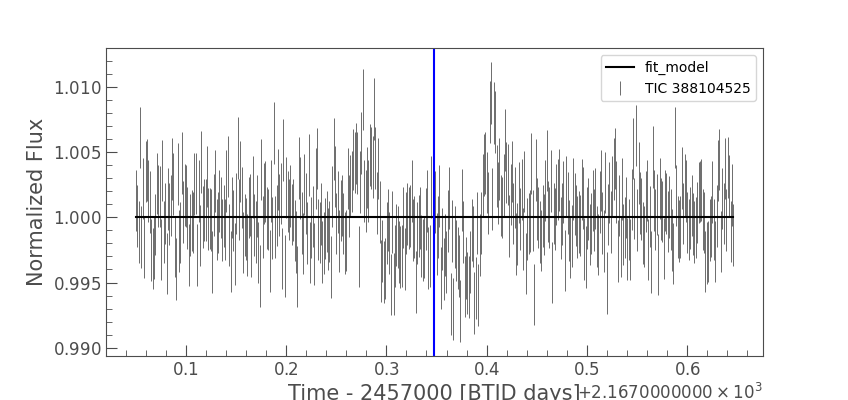 fit_model
TIC 388104525
Normalized Flux
1.010
1.005
1.000
0.995
0.990
0.1 0.2 0.3 0.4 0.5 0.6
Time - 2457000 [BTJD days]
+2.1670000000 × 10³